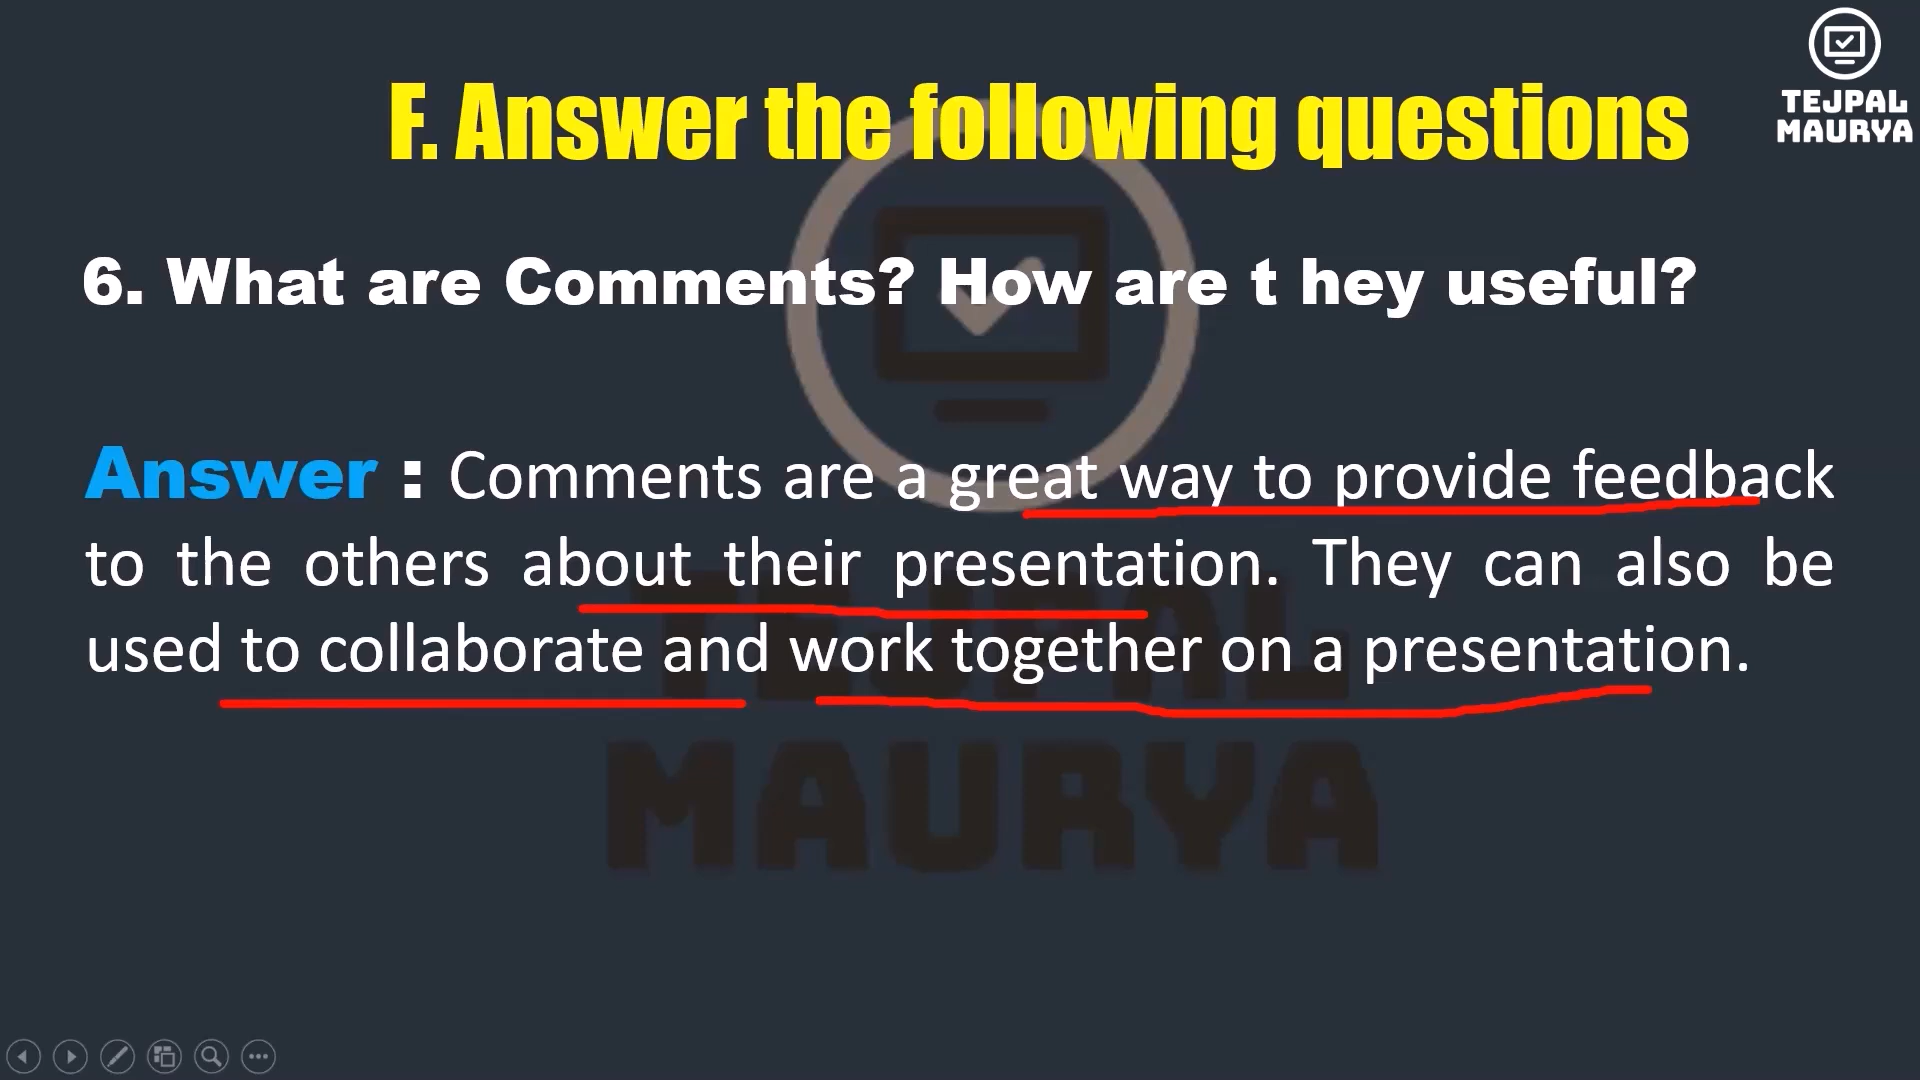 TEJPAL
MAURYA
F. Answer the following questions
6. What are Comments? How are t hey useful?
Answer : Comments are a great way to provide feedback
to the others about their presentation. They can also be
used to collaborate and work together on a presentation.
TEJPAL
MAURYA